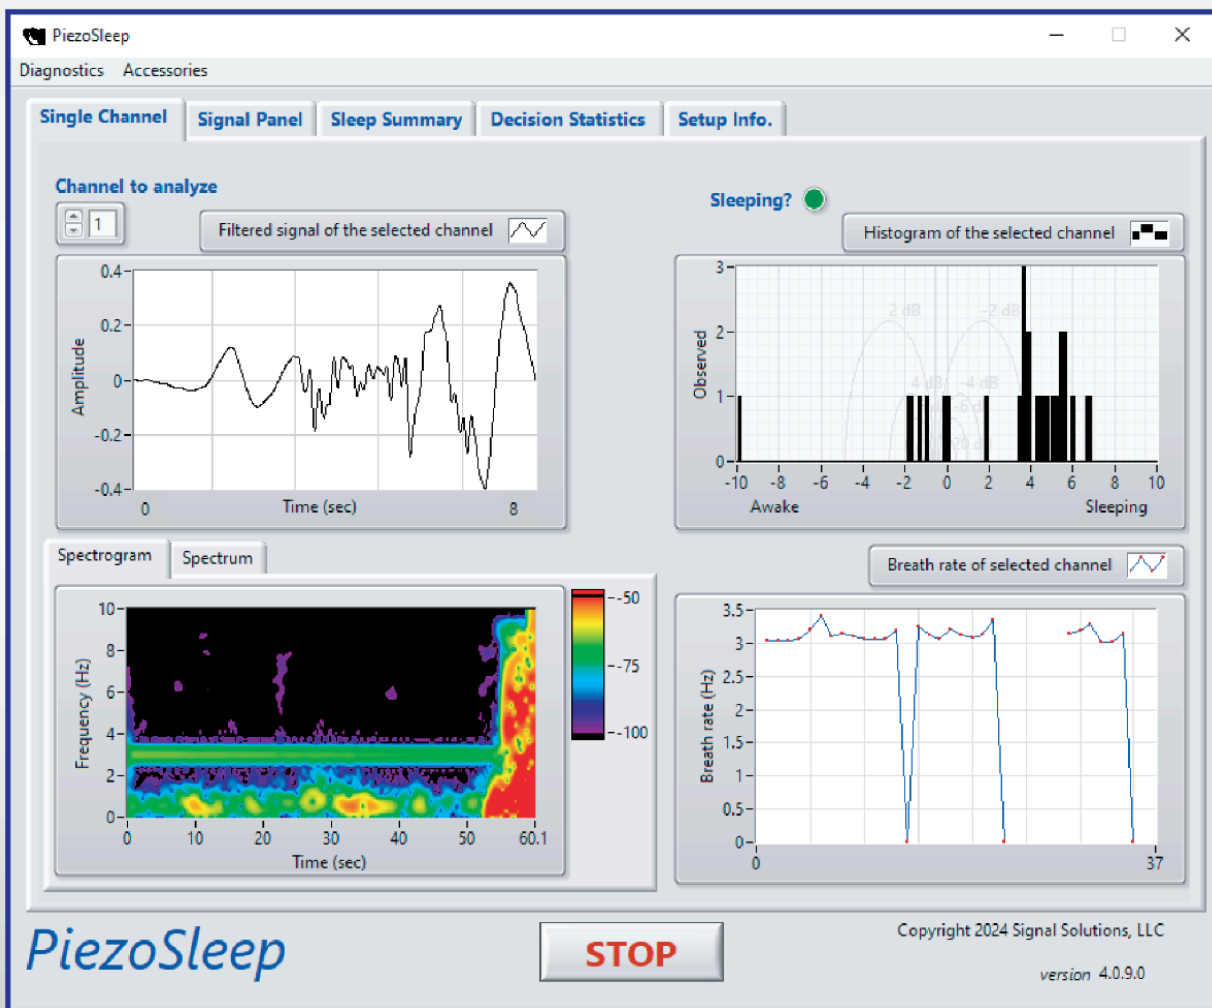 PiezoSleep
Diagnostics Accessories
Single Channel Signal Panel Sleep Summary Decision Statistics Setup Info.
Channel to analyze
1
Filtered signal of the selected channel
0.4
0.2
0
-0.2
-0.4
Amplitude
0 Time (sec) 8
Sleeping?
Histogram of the selected channel
3
2
1
0
Observed
2 dB -2 dB
4 dB -4 dB
-10 -8 -6 -4 -2 0 2 4 6 8 10
Awake Sleeping
Spectrogram Spectrum
10
8
6
4
2
0
Frequency (Hz)
0 10 20 30 40 50 60.1
Time (sec)
-50
-75
-100
Breath rate of selected channel
3.5
3
2.5
2
1.5
1
0.5
0
Breath rate (Hz)
0 37
PiezoSleep
STOP
Copyright 2024 Signal Solutions, LLC
version 4.0.9.0